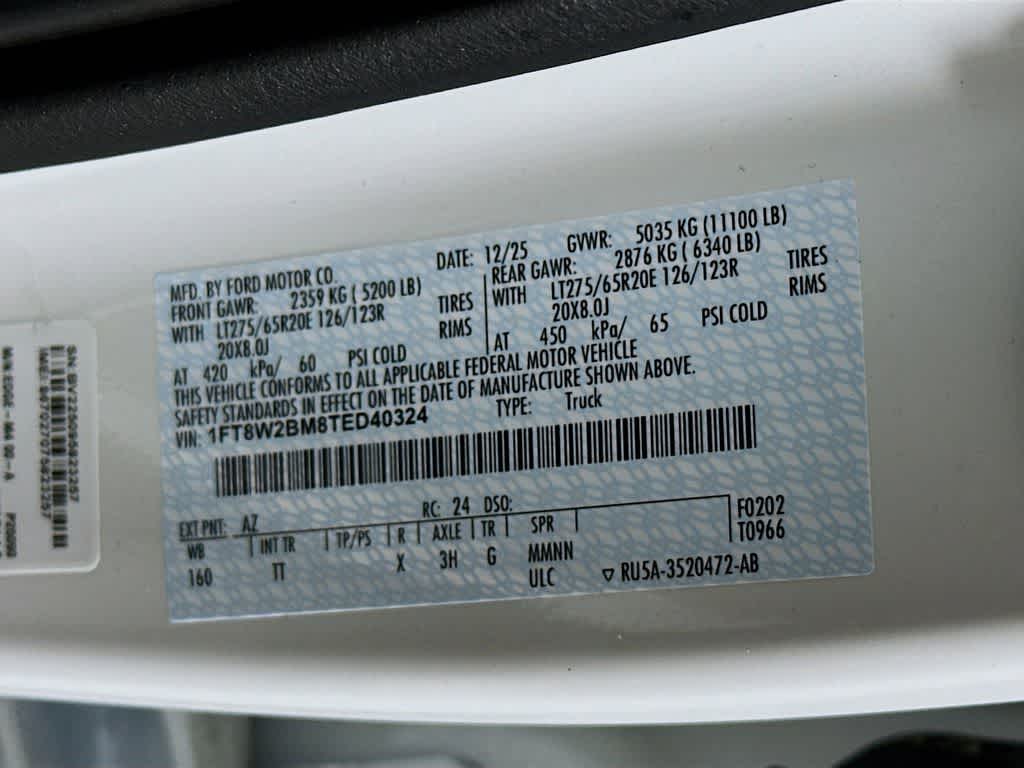 MFD. BY FORD MOTOR CO.
DATE: 12/25
GVWR: 5035 KG (11100 LB)
FRONT GAWR: 2359 KG ( 5200 LB)
REAR GAWR: 2876 KG ( 6340 LB)
WITH LT275/65R20E 126/123R TIRES
WITH LT275/65R20E 126/123R TIRES
20X8.0J RIMS
20X8.0J RIMS
AT 420 kPa/ 60 PSI COLD
AT 450 kPa/ 65 PSI COLD
THIS VEHICLE CONFORMS TO ALL APPLICABLE FEDERAL MOTOR VEHICLE
SAFETY STANDARDS IN EFFECT ON THE DATE OF MANUFACTURE SHOWN ABOVE.
VIN: 1FT8W2BM8TED40324
TYPE: Truck
EXT PNT: AZ RC: 24 DSO: F0202
WB INT TR TP/PS R AXLE TR SPR T0966
160 TT X 3H G MMNN
ULC ▽ RU5A-3520472-AB